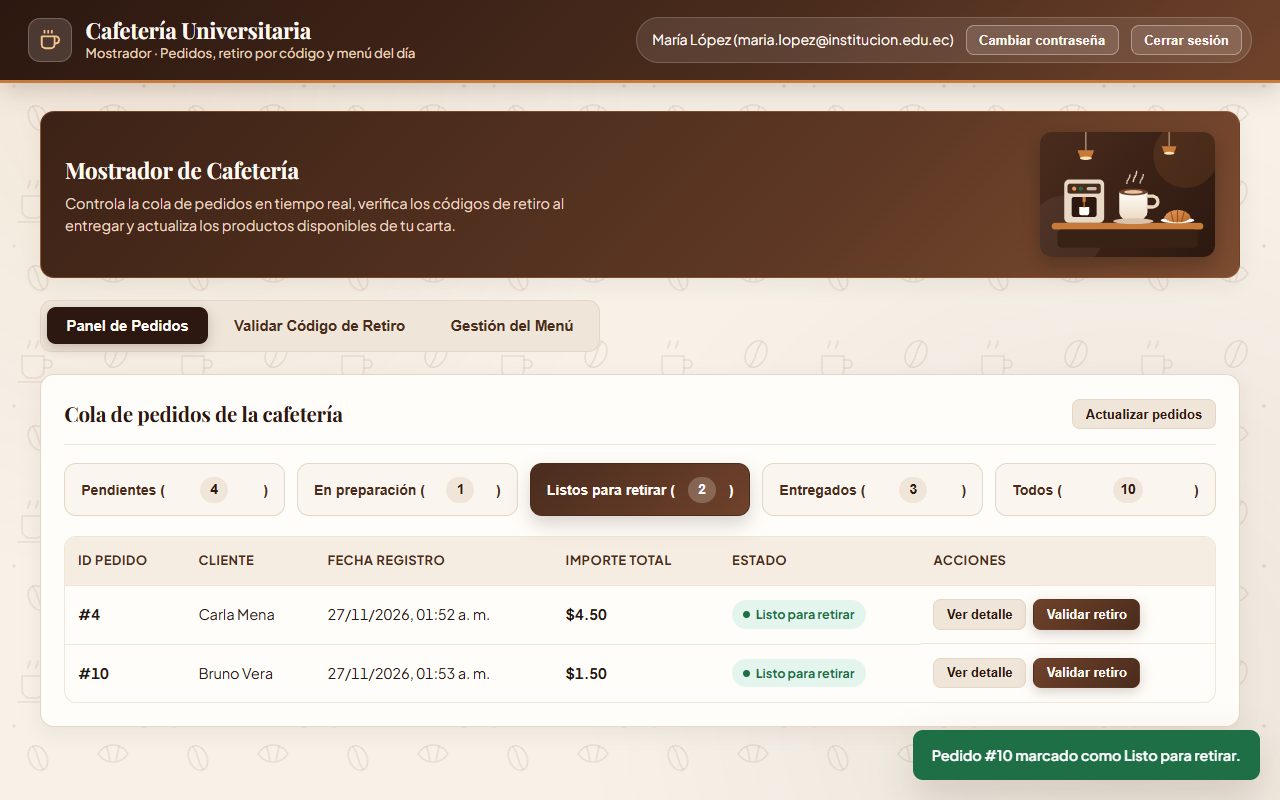 Cafetería Universitaria
Mostrador · Pedidos, retiro por código y menú del día
María López (maria.lopez@institucion.edu.ec)
Cambiar contraseña
Cerrar sesión
Mostrador de Cafetería
Controla la cola de pedidos en tiempo real, verifica los códigos de retiro al
entregar y actualiza los productos disponibles de tu carta.
Panel de Pedidos
Validar Código de Retiro
Gestión del Menú
Cola de pedidos de la cafetería
Actualizar pedidos
Pendientes ( 4 )
En preparación ( 1 )
Listos para retirar ( 2 )
Entregados ( 3 )
Todos ( 10 )
ID PEDIDO CLIENTE FECHA REGISTRO IMPORTE TOTAL ESTADO ACCIONES
#4 Carla Mena 27/11/2026, 01:52 a. m. $4.50 Listo para retirar Ver detalle Validar retiro
#10 Bruno Vera 27/11/2026, 01:53 a. m. $1.50 Listo para retirar Ver detalle Validar retiro
Pedido #10 marcado como Listo para retirar.